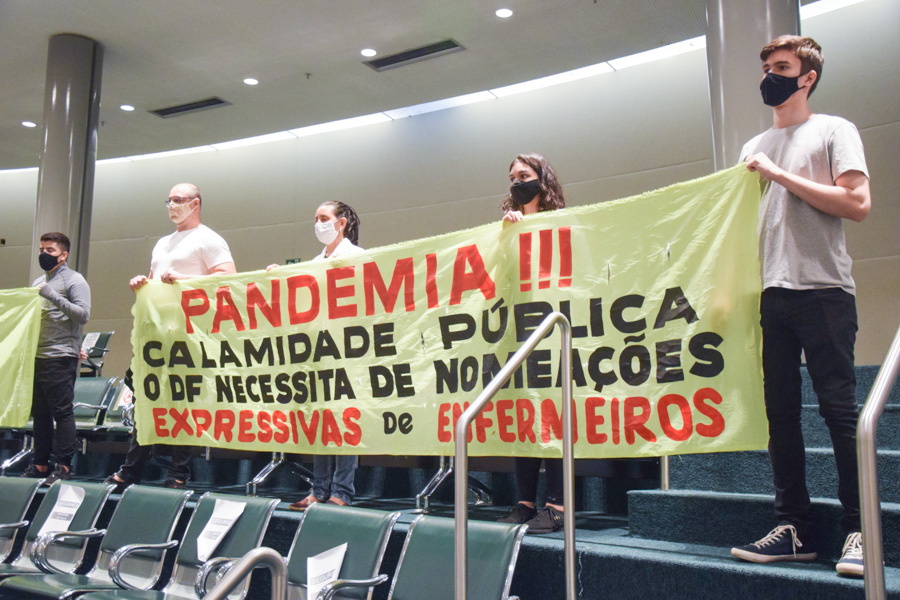 PANDEMIA !!!
CALAMIDADE PÚBLICA
O DF NECESSITA DE NOMEAÇÕES
EXPRESSIVAS DE ENFERMEIROS